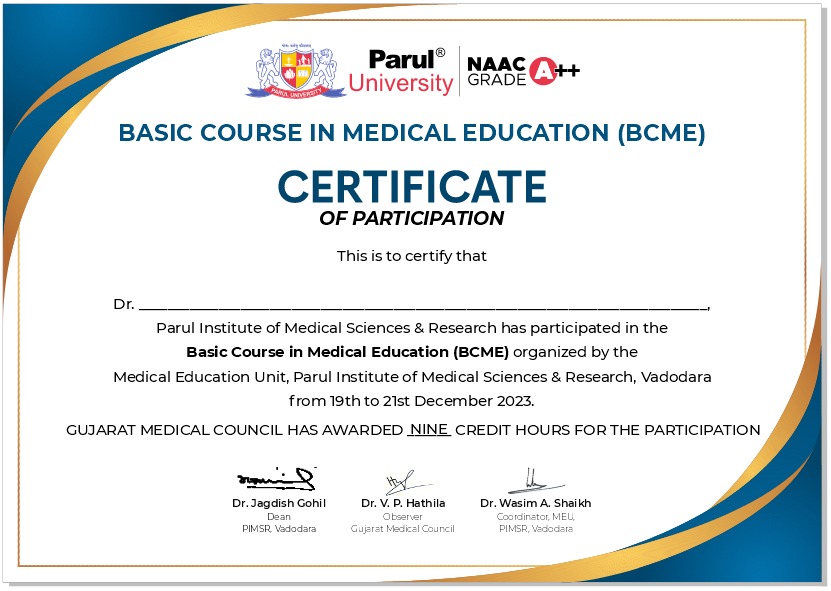 PARUL UNIVERSITY
Parul®
University
NAAC
GRADE A++
BASIC COURSE IN MEDICAL EDUCATION (BCME)
CERTIFICATE
OF PARTICIPATION
This is to certify that
Dr. ,
Parul Institute of Medical Sciences & Research has participated in the
Basic Course in Medical Education (BCME) organized by the
Medical Education Unit, Parul Institute of Medical Sciences & Research, Vadodara
from 19th to 21st December 2023.
GUJARAT MEDICAL COUNCIL HAS AWARDED NINE CREDIT HOURS FOR THE PARTICIPATION
Dr. Jagdish Gohil
Dean
PIMSR, Vadodara
Dr. V. P. Hathila
Observer
Gujarat Medical Council
Dr. Wasim A. Shaikh
Coordinator, MEU,
PIMSR, Vadodara